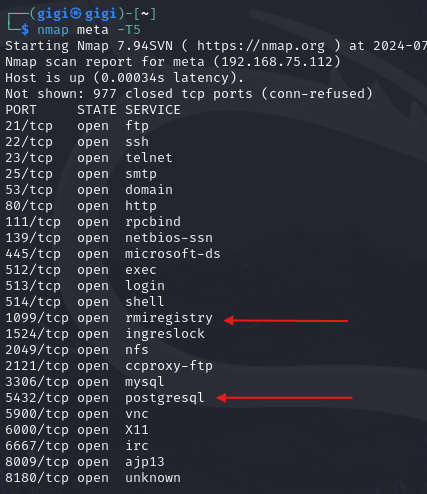 ┌──(gigi㉿gigi)-[~]
└─$ nmap meta -T5
Starting Nmap 7.94SVN ( https://nmap.org ) at 2024-07
Nmap scan report for meta (192.168.75.112)
Host is up (0.00034s latency).
Not shown: 977 closed tcp ports (conn-refused)
PORT     STATE SERVICE
21/tcp   open  ftp
22/tcp   open  ssh
23/tcp   open  telnet
25/tcp   open  smtp
53/tcp   open  domain
80/tcp   open  http
111/tcp  open  rpcbind
139/tcp  open  netbios-ssn
445/tcp  open  microsoft-ds
512/tcp  open  exec
513/tcp  open  login
514/tcp  open  shell
1099/tcp open  rmiregistry
1524/tcp open  ingreslock
2049/tcp open  nfs
2121/tcp open  ccproxy-ftp
3306/tcp open  mysql
5432/tcp open  postgresql
5900/tcp open  vnc
6000/tcp open  X11
6667/tcp open  irc
8009/tcp open  ajp13
8180/tcp open  unknown